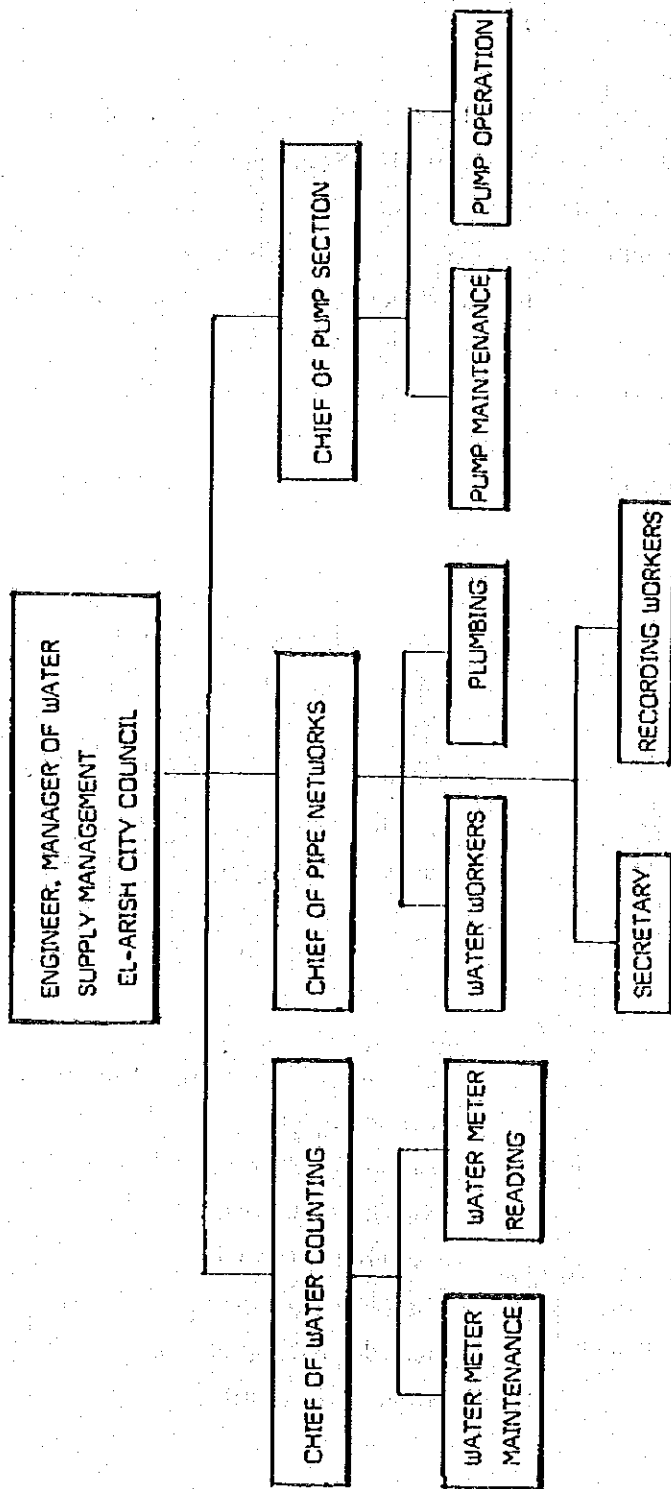 ENGINEER, MANAGER OF WATER
SUPPLY MANAGEMENT
EL-ARISH CITY COUNCIL
CHIEF OF WATER COUNTING
CHIEF OF PIPE NETWORKS
CHIEF OF PUMP SECTION
WATER METER
MAINTENANCE
WATER METER
READING
WATER WORKERS
PLUMBING
PUMP MAINTENANCE
PUMP OPERATION
SECRETARY
RECORDING WORKERS